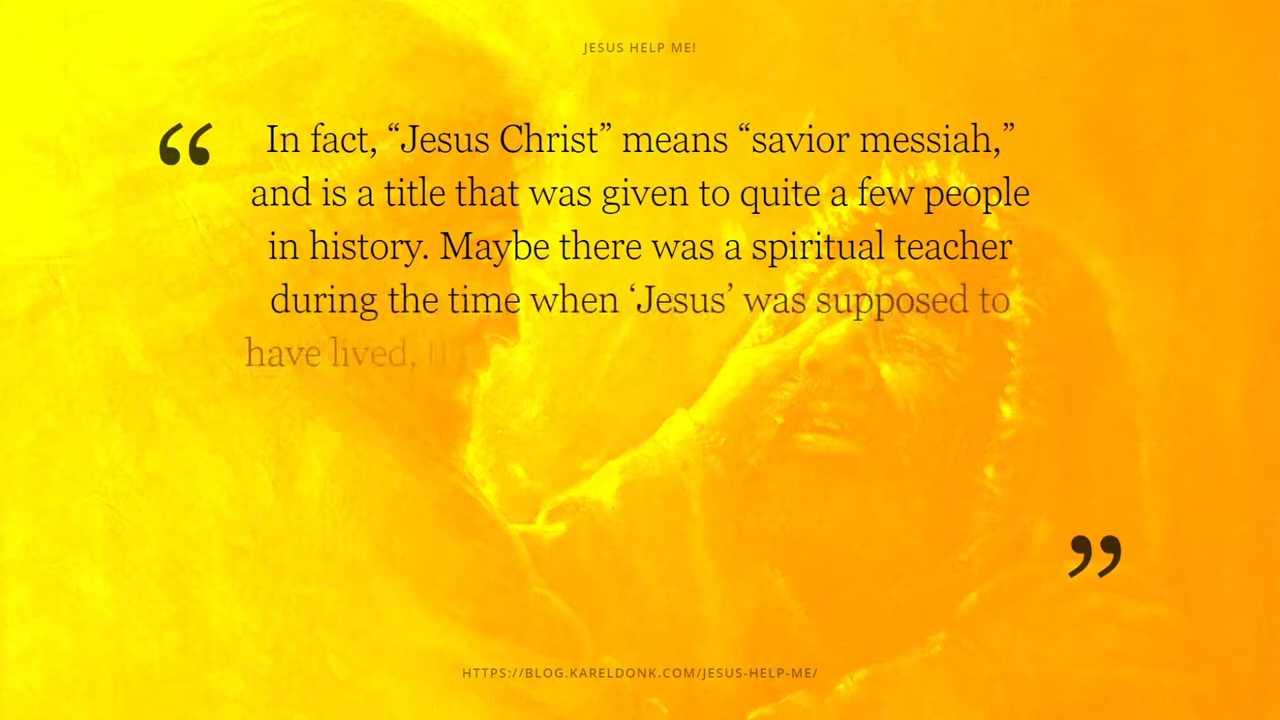 JESUS HELP ME!
“
In fact, “Jesus Christ” means “savior messiah,”
and is a title that was given to quite a few people
in history. Maybe there was a spiritual teacher
during the time when ‘Jesus’ was supposed to
have lived.
”
HTTPS://BLOG.KARELDONK.COM/JESUS-HELP-ME/